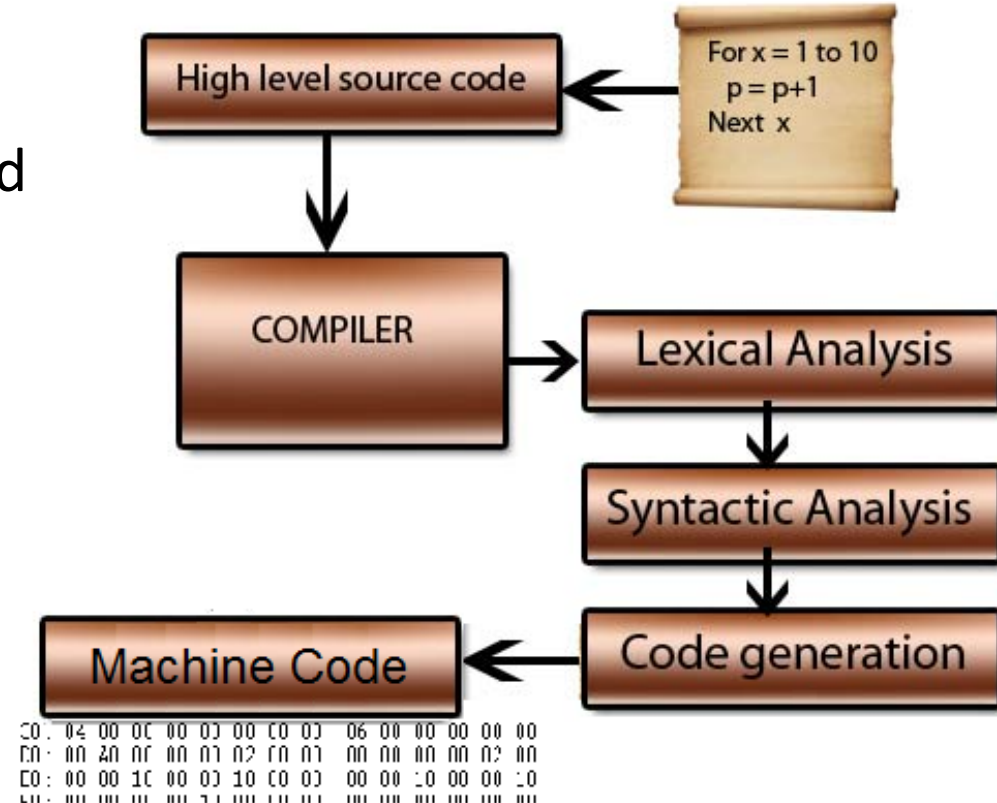 d
High level source code
For x = 1 to 10
p = p+1
Next x
COMPILER
Lexical Analysis
Syntactic Analysis
Code generation
Machine Code